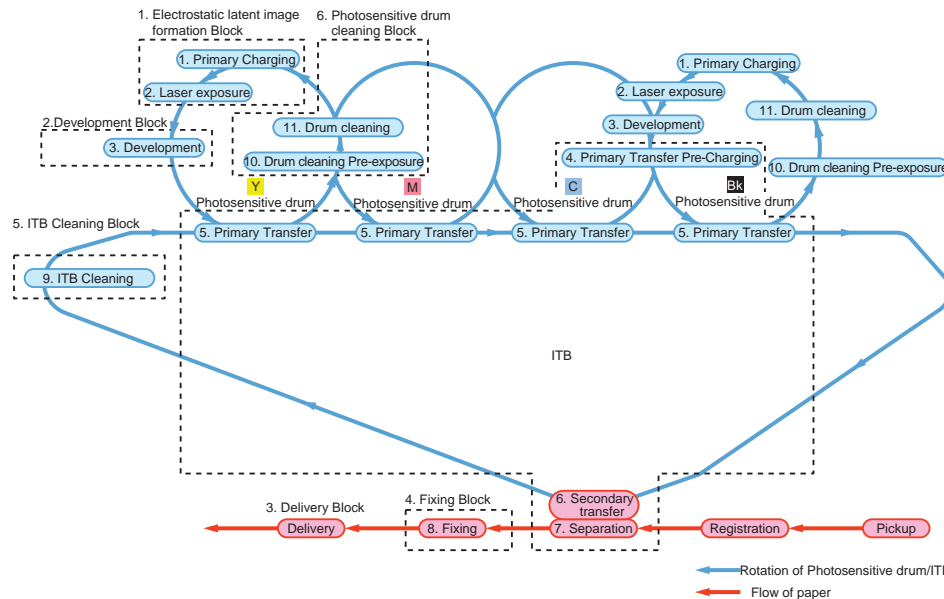 1. Electrostatic latent image
formation Block
6. Photosensitive drum
cleaning Block
1. Primary Charging
1. Primary Charging
2. Laser exposure
2. Laser exposure
11. Drum cleaning
2.Development Block
11. Drum cleaning
3. Development
3. Development
10. Drum cleaning Pre-exposure
4. Primary Transfer Pre-Charging
10. Drum cleaning Pre-exposure
Y
M
C
Bk
Photosensitive drum
Photosensitive drum
Photosensitive drum
Photosensitive drum
5. ITB Cleaning Block
5. Primary Transfer
5. Primary Transfer
5. Primary Transfer
5. Primary Transfer
9. ITB Cleaning
ITB
6. Secondary
transfer
3. Delivery Block
4. Fixing Block
Delivery
8. Fixing
7. Separation
Registration
Pickup
Rotation of Photosensitive drum/IT
Flow of paper